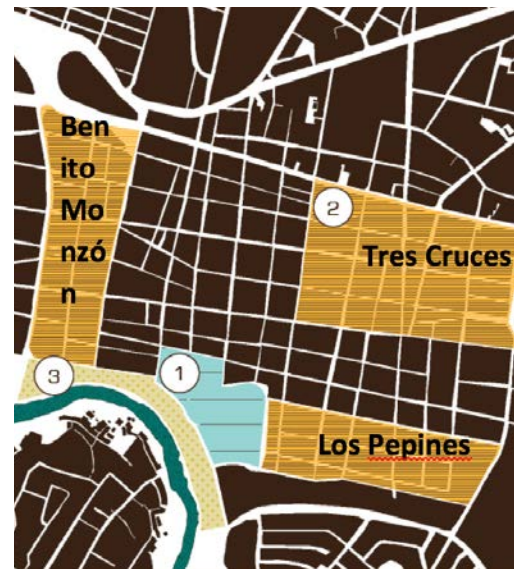 Ben
ito
Mo
nzó
n
2
Tres Cruces
3
1
Los Pepines